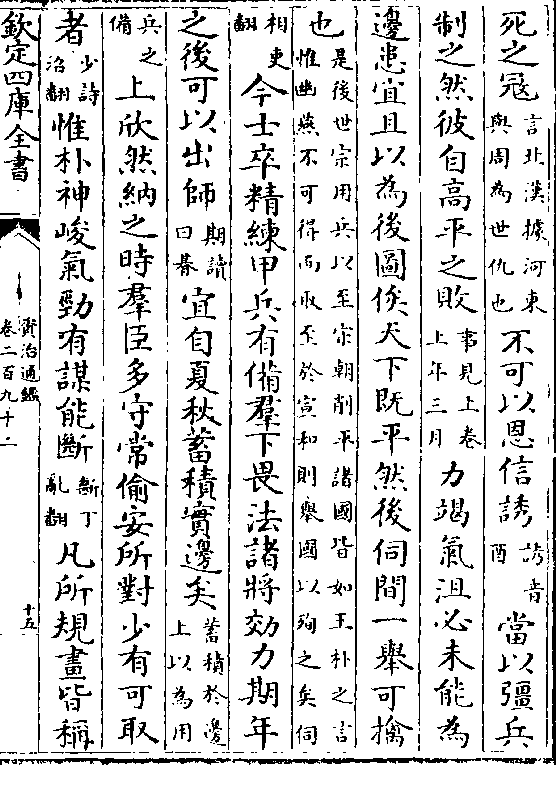 死之冦言北漢據河東與周為世仇也不可以恩信誘誘音酉當以彊兵
制之然彼自高平之敗事見上卷上年三月力竭氣沮必未能為
邊患宜且以為後圖俟天下既平然後伺間一舉可擒
也是後世宗用兵以至宋朝削平諸國皆如王朴之言惟幽燕不可得而取至於宣和則舉國以殉之矣伺
相吏翻今士卒精練甲兵有備羣下畏法諸將効力期年
之後可以出師期讀曰朞宜自夏秋蓄積實邊矣蓄積於邊上以為用
兵之備上欣然納之時羣臣多守常偷安所對少有可取
者少詩沼翻惟朴神峻氣勁有謀能斷斷丁亂翻凡所規畫皆稱
欽定四庫全書
資治通鑑
卷二百九十二
十五